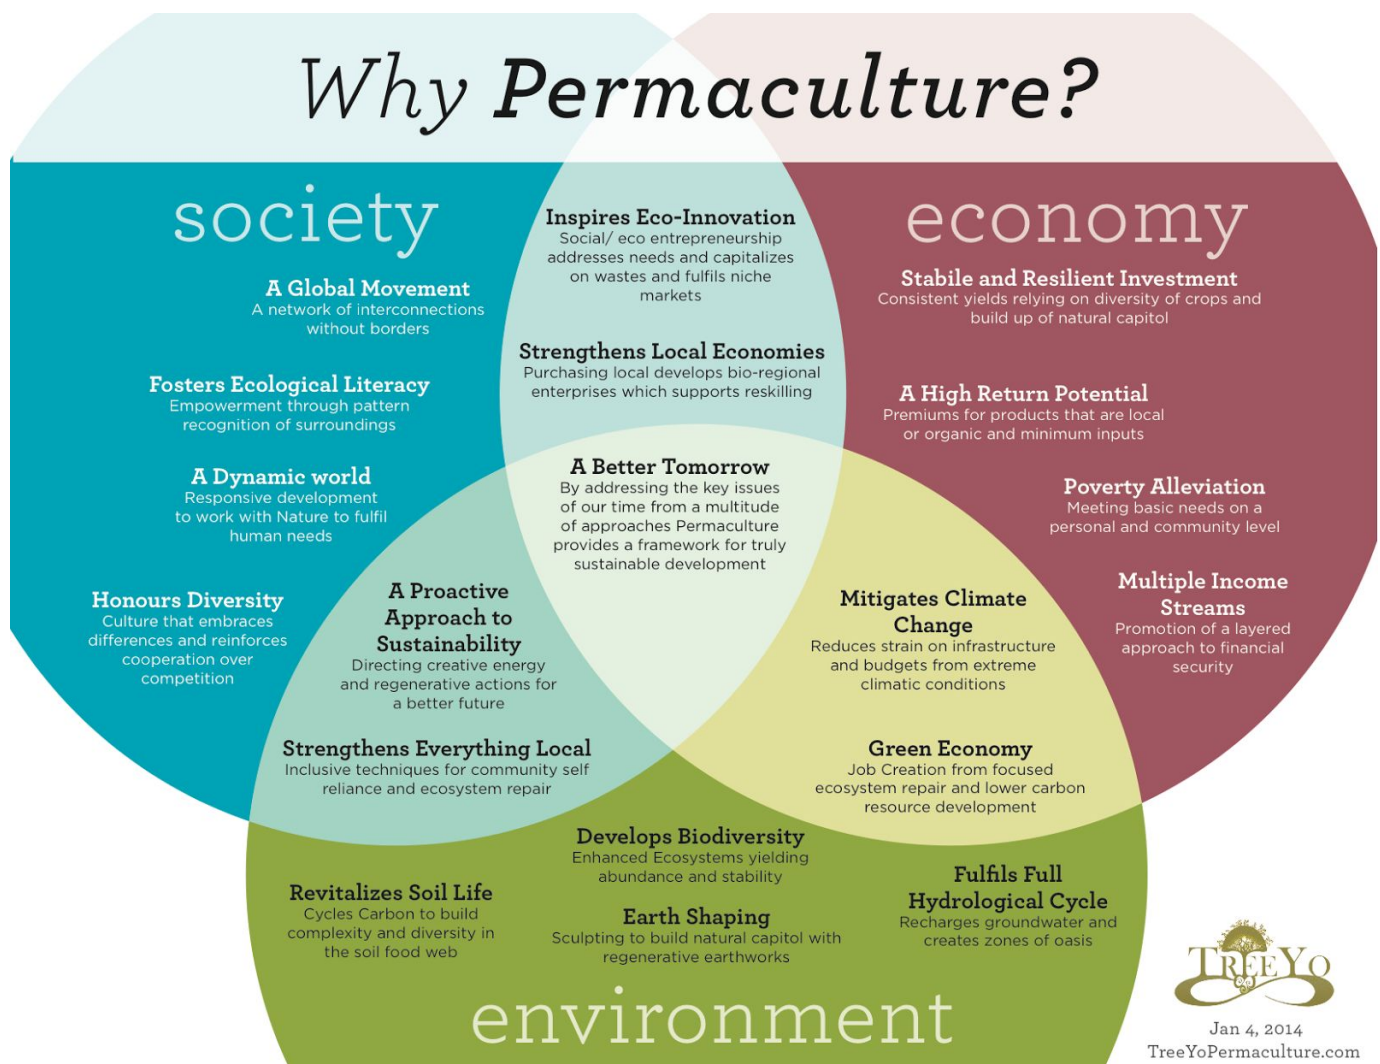 Why Permaculture?
society
A Global Movement
A network of interconnections
without borders
Fosters Ecological Literacy
Empowerment through pattern
recognition of surroundings
A Dynamic world
Responsive development
to work with Nature to fulfil
human needs
Honours Diversity
Culture that embraces
differences and reinforces
cooperation over
competition
Inspires Eco-Innovation
Social/ eco entrepreneurship
addresses needs and capitalizes
on wastes and fulfils niche
markets
Strengthens Local Economies
Purchasing local develops bio-regional
enterprises which supports reskilling
economy
Stabile and Resilient Investment
Consistent yields relying on diversity of crops and
build up of natural capitol
A High Return Potential
Premiums for products that are local
or organic and minimum inputs
Poverty Alleviation
Meeting basic needs on a
personal and community level
Multiple Income
Streams
Promotion of a layered
approach to financial
security
A Better Tomorrow
By addressing the key issues
of our time from a multitude
of approaches Permaculture
provides a framework for truly
sustainable development
A Proactive
Approach to
Sustainability
Directing creative energy
and regenerative actions for
a better future
Strengthens Everything Local
Inclusive techniques for community self
reliance and ecosystem repair
Mitigates Climate
Change
Reduces strain on infrastructure
and budgets from extreme
climatic conditions
Green Economy
Job Creation from focused
ecosystem repair and lower carbon
resource development
Develops Biodiversity
Enhanced Ecosystems yielding
abundance and stability
Revitalizes Soil Life
Cycles Carbon to build
complexity and diversity in
the soil food web
Earth Shaping
Sculpting to build natural capitol with
regenerative earthworks
Fulfils Full
Hydrological Cycle
Recharges groundwater and
creates zones of oasis
environment
TREEYO
Jan 4, 2014
TreeYoPermaculture.com